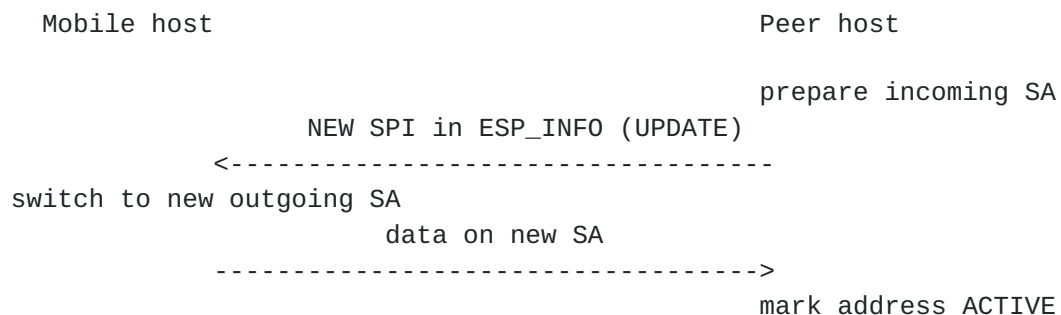 Mobile host                                   Peer host
prepare incoming SA
NEW SPI in ESP_INFO (UPDATE)
<-----------------------------------
switch to new outgoing SA
data on new SA
----------------------------------->
mark address ACTIVE